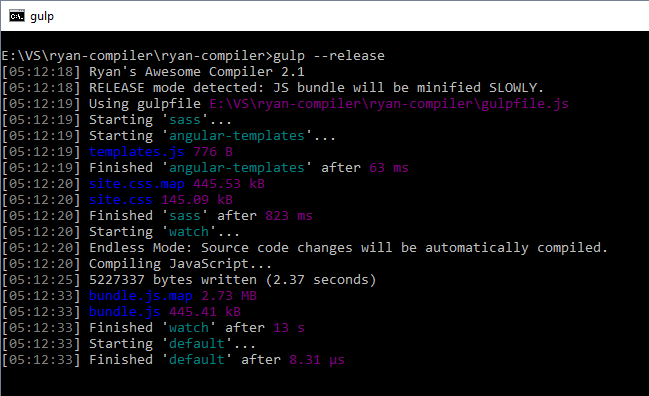 gulp
E:\VS\ryan-compiler\ryan-compiler>gulp --release
[05:12:18] Ryan's Awesome Compiler 2.1
[05:12:18] RELEASE mode detected: JS bundle will be minified SLOWLY.
[05:12:19] Using gulpfile E:\VS\ryan-compiler\ryan-compiler\gulpfile.js
[05:12:19] Starting 'sass'...
[05:12:19] Starting 'angular-templates'...
[05:12:19] templates.js 776 B
[05:12:19] Finished 'angular-templates' after 63 ms
[05:12:20] site.css.map 445.53 kB
[05:12:20] site.css 145.09 kB
[05:12:20] Finished 'sass' after 823 ms
[05:12:20] Starting 'watch'...
[05:12:20] Endless Mode: Source code changes will be automatically compiled.
[05:12:20] Compiling JavaScript...
[05:12:25] 5227337 bytes written (2.37 seconds)
[05:12:33] bundle.js.map 2.73 MB
[05:12:33] bundle.js 445.41 kB
[05:12:33] Finished 'watch' after 13 s
[05:12:33] Starting 'default'...
[05:12:33] Finished 'default' after 8.31 μs